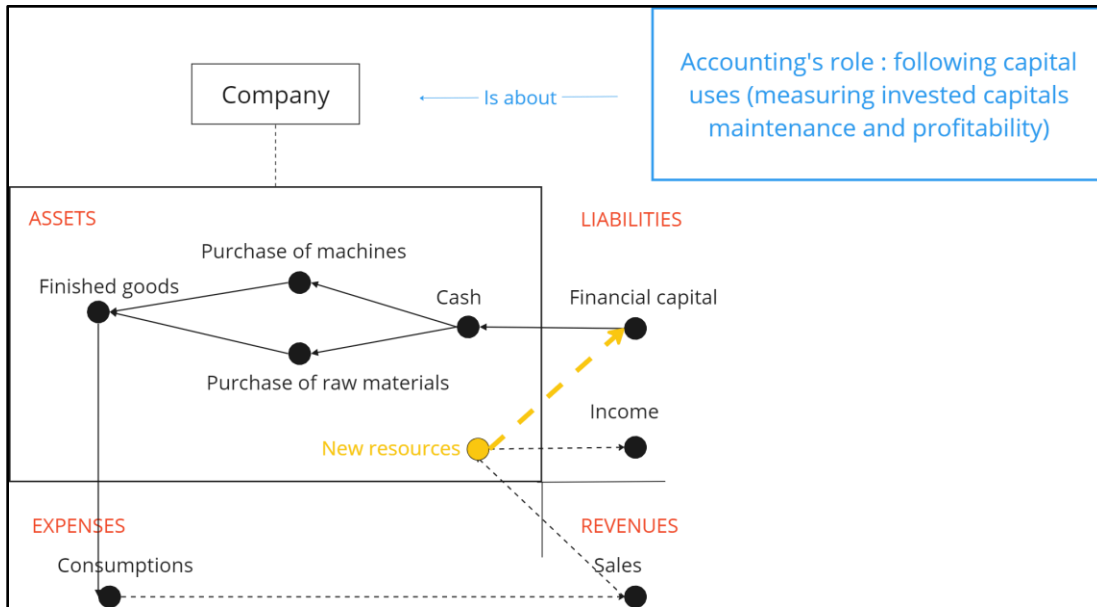 Company
Is about
Accounting's role : following capital
uses (measuring invested capitals
maintenance and profitability)
ASSETS
LIABILITIES
Purchase of machines
Finished goods
Cash
Financial capital
Purchase of raw materials
Income
New resources
EXPENSES
REVENUES
Consumptions
Sales